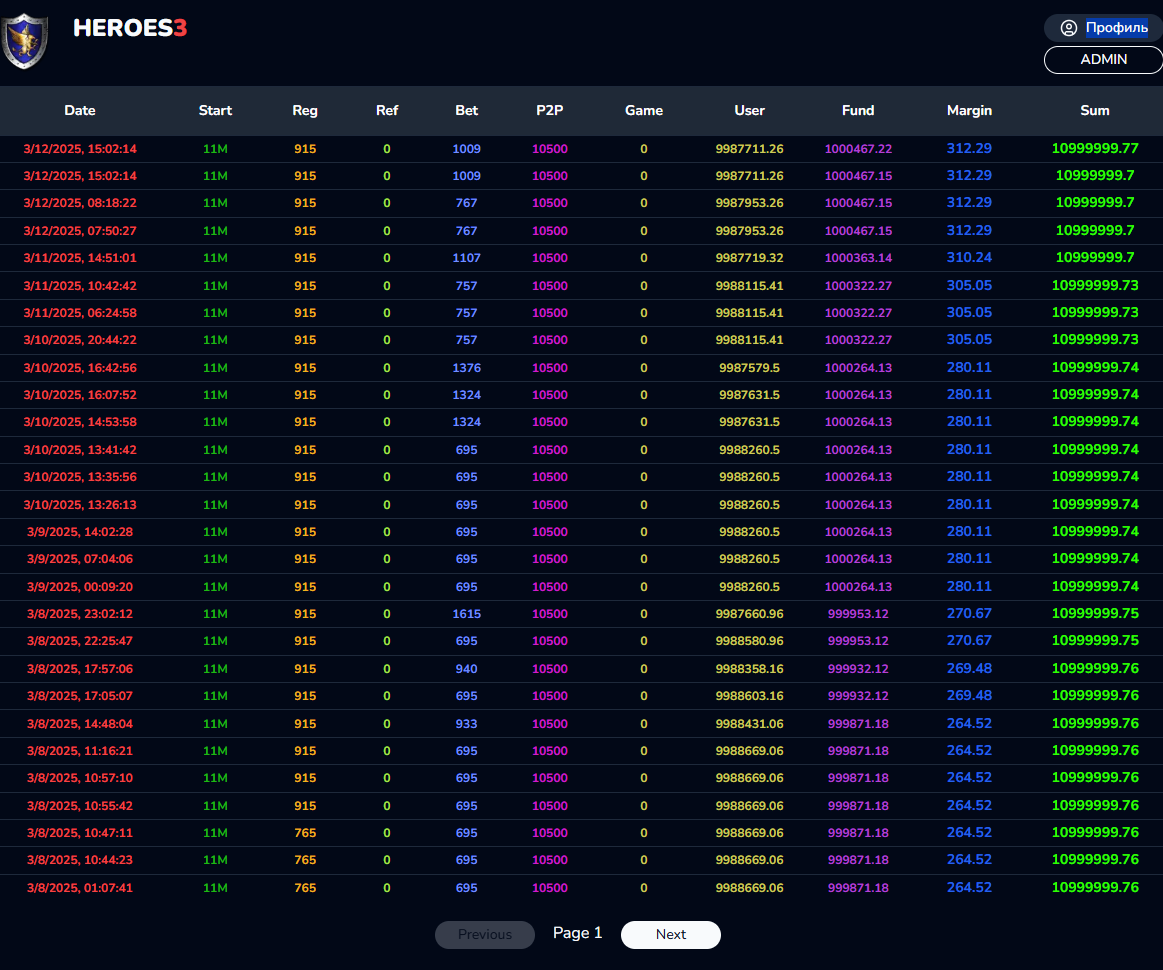 HEROES3
Профиль
ADMIN
Date Start Reg Ref Bet P2P Game User Fund Margin Sum
3/12/2025, 15:02:14 11M 915 0 1009 10500 0 9987711.26 1000467.22 312.29 10999999.77
3/12/2025, 15:02:14 11M 915 0 1009 10500 0 9987711.26 1000467.15 312.29 10999999.7
3/12/2025, 08:18:22 11M 915 0 767 10500 0 9987953.26 1000467.15 312.29 10999999.7
3/12/2025, 07:50:27 11M 915 0 767 10500 0 9987953.26 1000467.15 312.29 10999999.7
3/11/2025, 14:51:01 11M 915 0 1107 10500 0 9987719.32 1000363.14 310.24 10999999.7
3/11/2025, 10:42:42 11M 915 0 757 10500 0 9988115.41 1000322.27 305.05 10999999.73
3/11/2025, 06:24:58 11M 915 0 757 10500 0 9988115.41 1000322.27 305.05 10999999.73
3/10/2025, 20:44:22 11M 915 0 757 10500 0 9988115.41 1000322.27 305.05 10999999.73
3/10/2025, 16:42:56 11M 915 0 1376 10500 0 9987579.5 1000264.13 280.11 10999999.74
3/10/2025, 16:07:52 11M 915 0 1324 10500 0 9987631.5 1000264.13 280.11 10999999.74
3/10/2025, 14:53:58 11M 915 0 1324 10500 0 9987631.5 1000264.13 280.11 10999999.74
3/10/2025, 13:41:42 11M 915 0 695 10500 0 9988260.5 1000264.13 280.11 10999999.74
3/10/2025, 13:35:56 11M 915 0 695 10500 0 9988260.5 1000264.13 280.11 10999999.74
3/10/2025, 13:26:13 11M 915 0 695 10500 0 9988260.5 1000264.13 280.11 10999999.74
3/9/2025, 14:02:28 11M 915 0 695 10500 0 9988260.5 1000264.13 280.11 10999999.74
3/9/2025, 07:04:06 11M 915 0 695 10500 0 9988260.5 1000264.13 280.11 10999999.74
3/9/2025, 00:09:20 11M 915 0 695 10500 0 9988260.5 1000264.13 280.11 10999999.74
3/8/2025, 23:02:12 11M 915 0 1615 10500 0 9987660.96 999953.12 270.67 10999999.75
3/8/2025, 22:25:47 11M 915 0 695 10500 0 9988580.96 999953.12 270.67 10999999.75
3/8/2025, 17:57:06 11M 915 0 940 10500 0 9988358.16 999932.12 269.48 10999999.76
3/8/2025, 17:05:07 11M 915 0 695 10500 0 9988603.16 999932.12 269.48 10999999.76
3/8/2025, 14:48:04 11M 915 0 933 10500 0 9988431.06 999871.18 264.52 10999999.76
3/8/2025, 11:16:21 11M 915 0 695 10500 0 9988669.06 999871.18 264.52 10999999.76
3/8/2025, 10:57:10 11M 915 0 695 10500 0 9988669.06 999871.18 264.52 10999999.76
3/8/2025, 10:55:42 11M 915 0 695 10500 0 9988669.06 999871.18 264.52 10999999.76
3/8/2025, 10:47:11 11M 765 0 695 10500 0 9988669.06 999871.18 264.52 10999999.76
3/8/2025, 10:44:23 11M 765 0 695 10500 0 9988669.06 999871.18 264.52 10999999.76
3/8/2025, 01:07:41 11M 765 0 695 10500 0 9988669.06 999871.18 264.52 10999999.76
Previous Page 1 Next